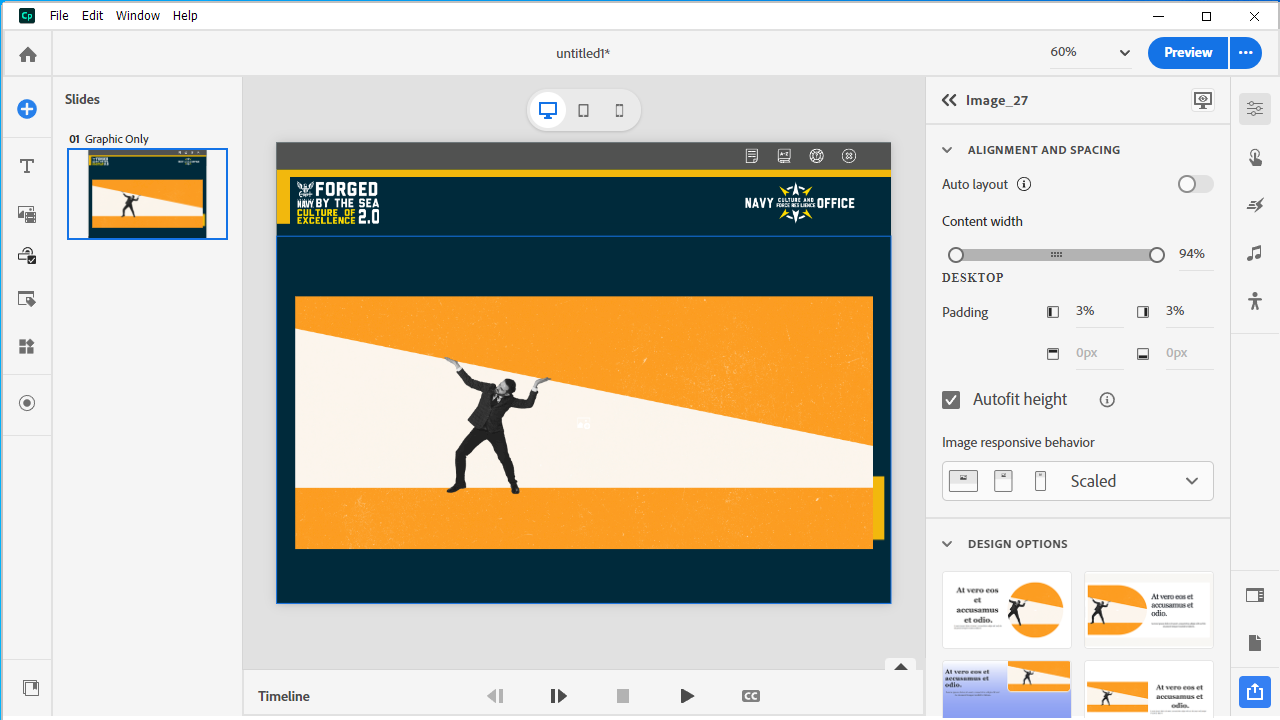 Cp File Edit Window Help
untitled1*
60%
Preview
Slides
01 Graphic Only
FORGED
NAVY BY THE SEA
CULTURE OF
EXCELLENCE 2.0
NAVY CULTURE AND FORCE RESILIENCE OFFICE
A-Z
Image_27
ALIGNMENT AND SPACING
Auto layout
Content width
94%
DESKTOP
Padding
3%
3%
0px
0px
Autofit height
Image responsive behavior
Scaled
DESIGN OPTIONS
At vero eos
et
accusamus
et odio.
At vero eos et
accusamus et
odio.
At vero eos et
accusamus et
odio.
At vero eos et
accusamus et
odio.
Timeline
CC